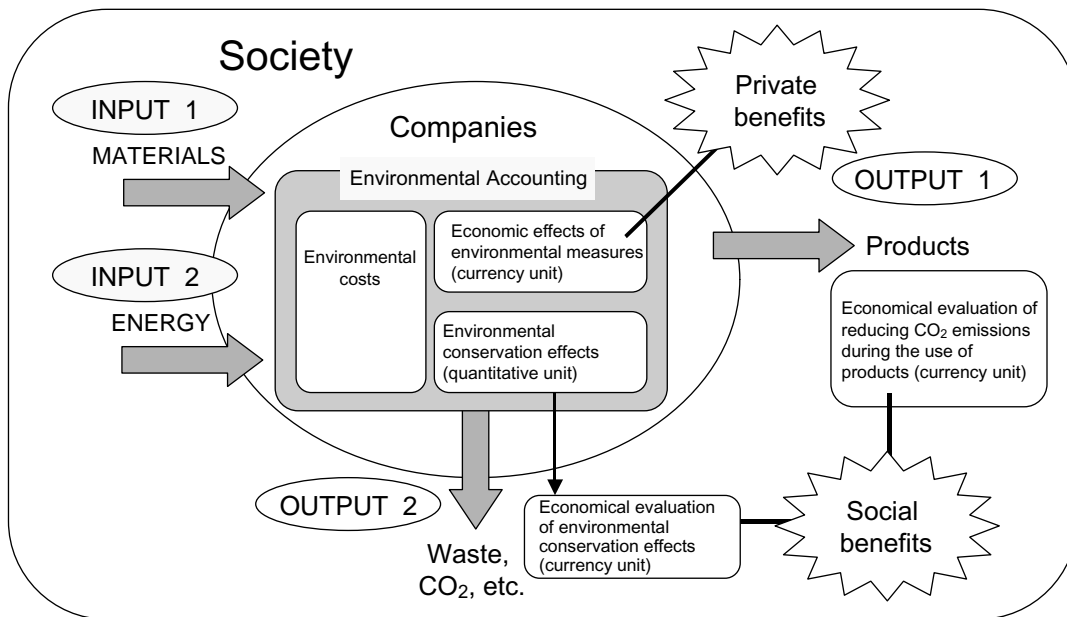 Society
INPUT 1
MATERIALS
INPUT 2
ENERGY
Companies
Environmental Accounting
Environmental
costs
Economic effects of
environmental measures
(currency unit)
Environmental
conservation effects
(quantitative unit)
Private
benefits
OUTPUT 1
Products
Economical evaluation of
reducing CO₂ emissions
during the use of
products (currency unit)
OUTPUT 2
Waste,
CO₂, etc.
Economical evaluation
of environmental
conservation effects
(currency unit)
Social
benefits